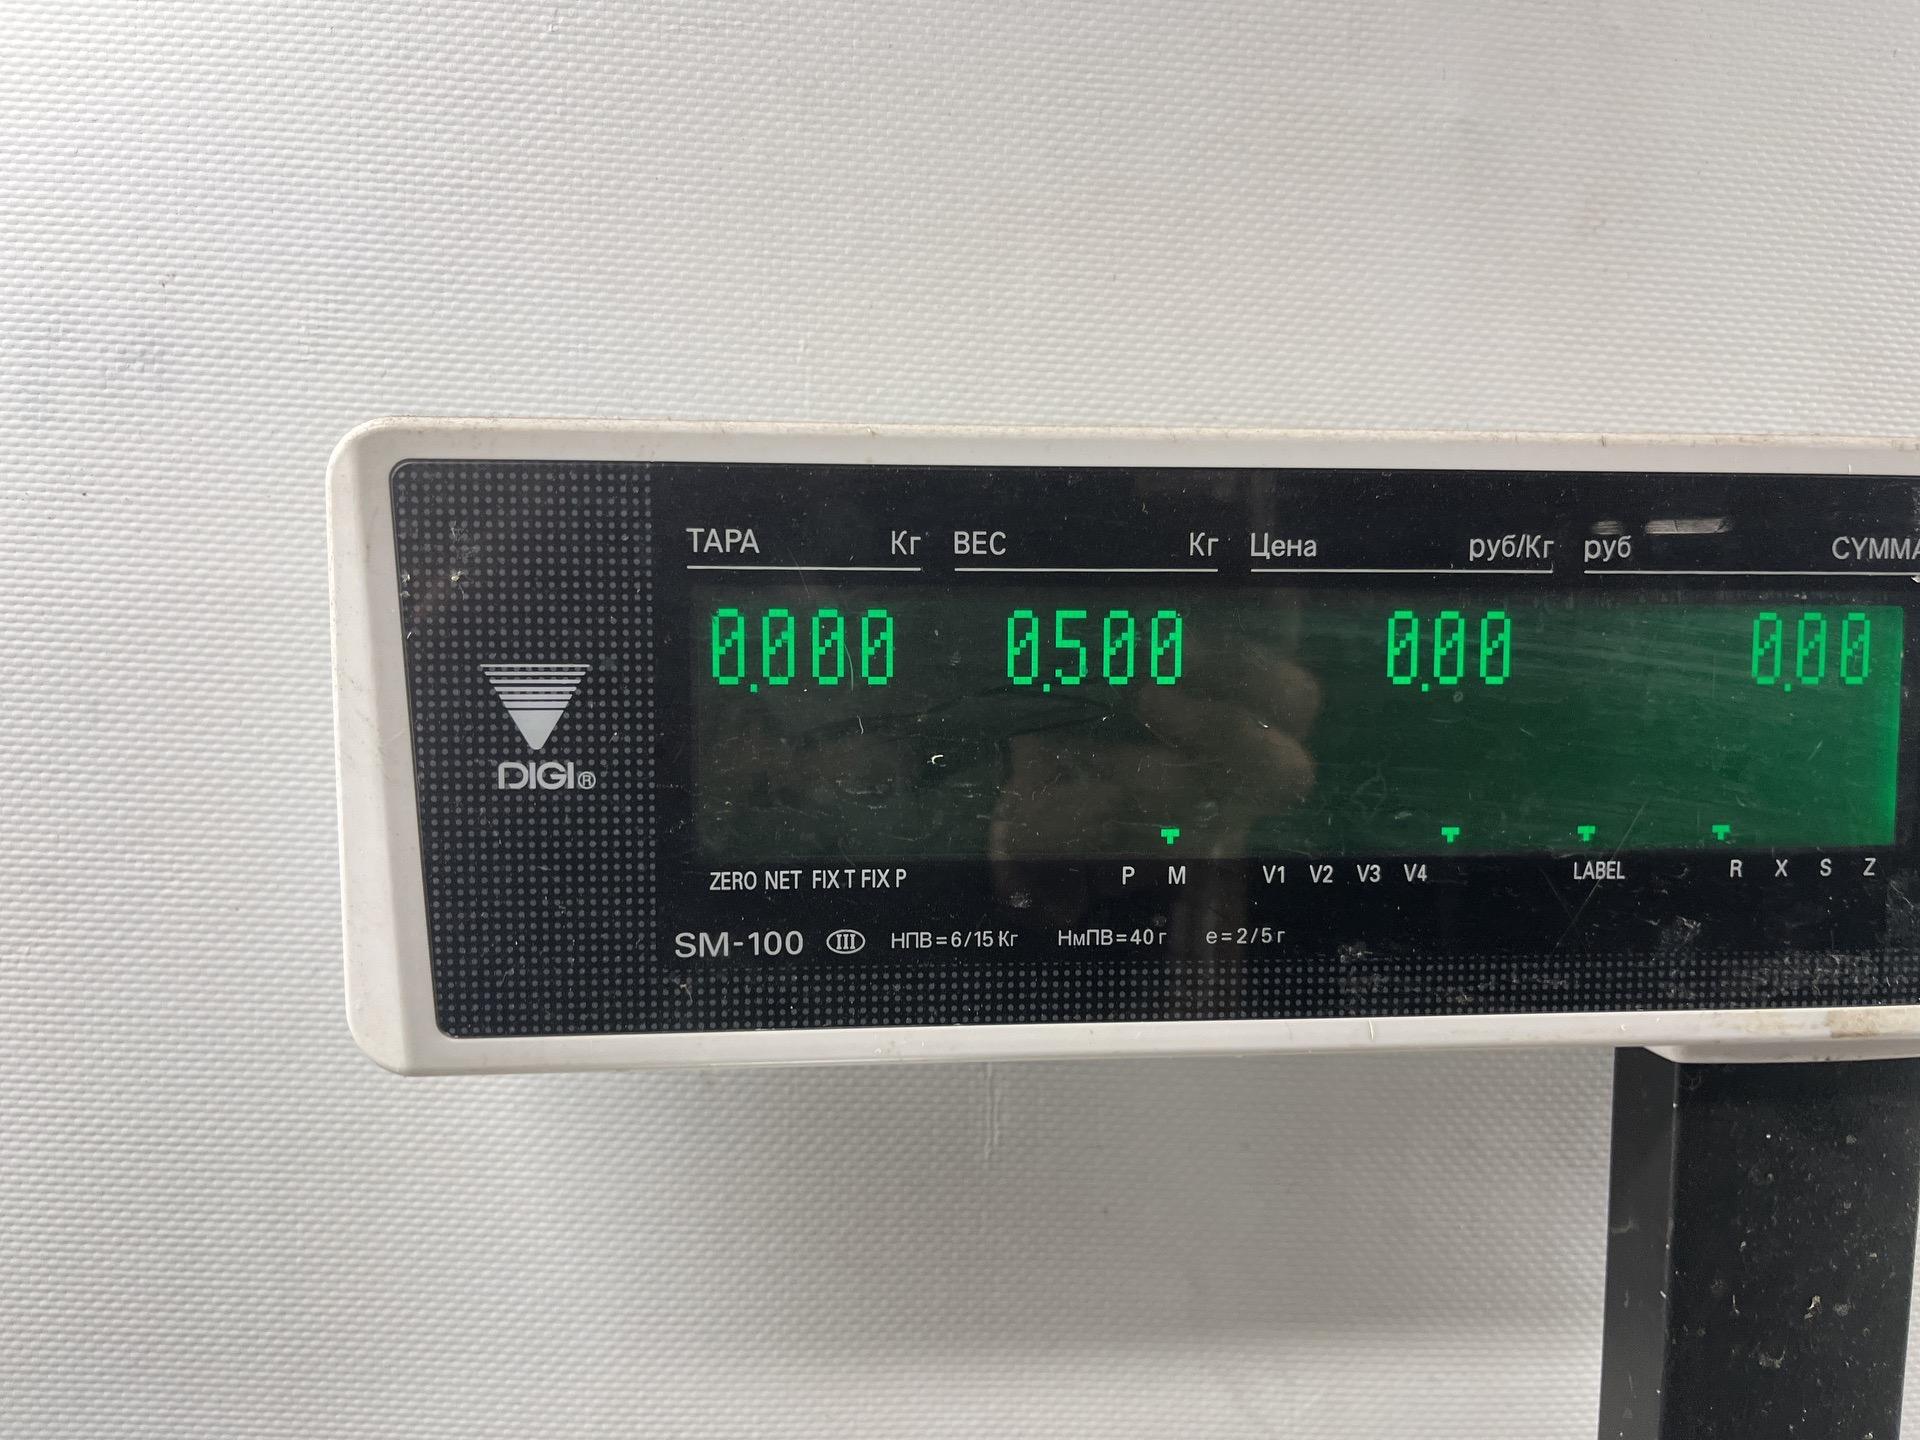 ТАРА Кг ВЕС Кг Цена руб/Кг руб СУММА
0.000 0.500 0.00 0.00
DIGI®
ZERO NET FIX T FIX P P M V1 V2 V3 V4 LABEL R X S Z
SM-100 III НПВ=6/15 Кг НмПВ=40 г e=2/5 г